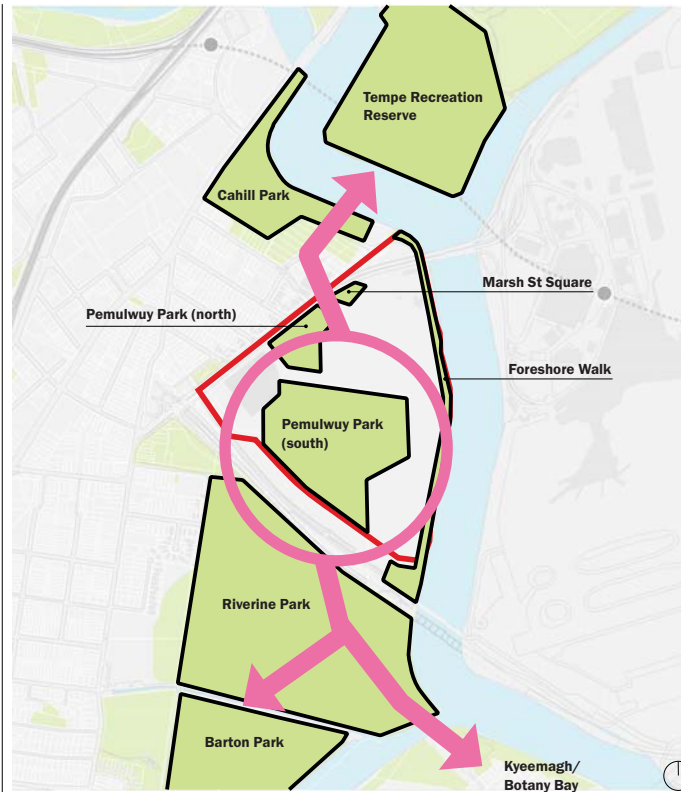 Tempe Recreation
Reserve
Cahill Park
Marsh St Square
Pemulwuy Park (north)
Foreshore Walk
Pemulwuy Park
(south)
Riverine Park
Barton Park
Kyeemagh/
Botany Bay